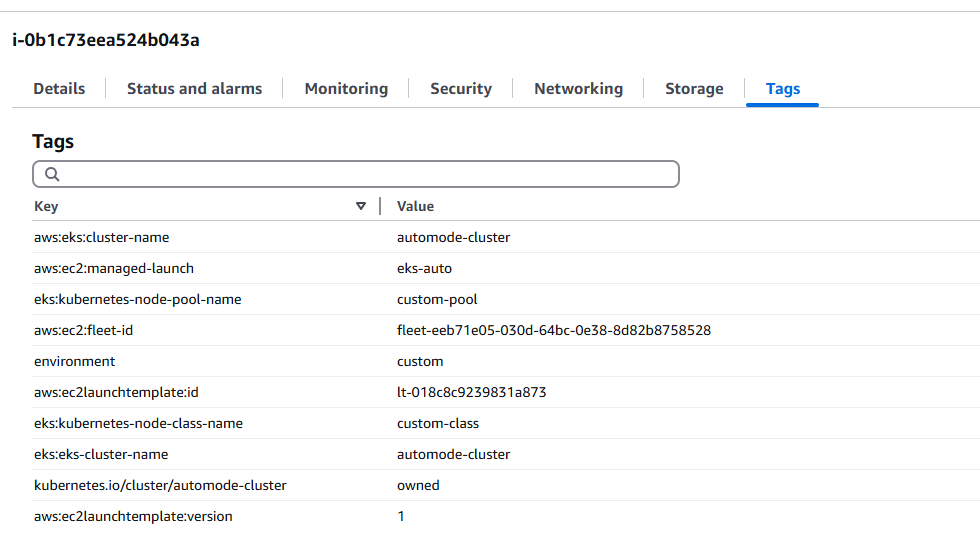 i-0b1c73eea524b043a
Details Status and alarms Monitoring Security Networking Storage Tags
Tags
Key Value
aws:eks:cluster-name automode-cluster
aws:ec2:managed-launch eks-auto
eks:kubernetes-node-pool-name custom-pool
aws:ec2:fleet-id fleet-eeb71e05-030d-64bc-0e38-8d82b8758528
environment custom
aws:ec2launchtemplate:id lt-018c8c9239831a873
eks:kubernetes-node-class-name custom-class
eks:eks-cluster-name automode-cluster
kubernetes.io/cluster/automode-cluster owned
aws:ec2launchtemplate:version 1